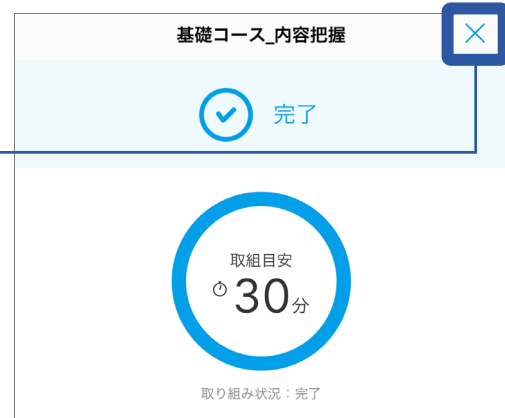 基礎コース_内容把握
完了
取組目安
30分
取り組み状況：完了